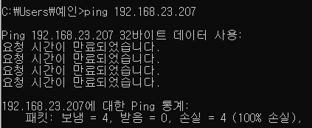 C:₩Users₩예인>ping 192.168.23.207
Ping 192.168.23.207 32바이트 데이터 사용:
요청 시간이 만료되었습니다.
요청 시간이 만료되었습니다.
요청 시간이 만료되었습니다.
요청 시간이 만료되었습니다.
192.168.23.207에 대한 Ping 통계:
패킷: 보냄 = 4, 받음 = 0, 손실 = 4 (100% 손실),